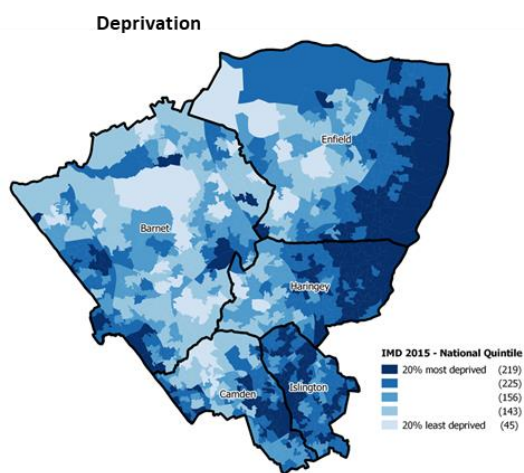 Deprivation
Enfield
Barnet
Haringey
Camden
Islington
IMD 2015 - National Quintile
20% most deprived (219)
(225)
(156)
(143)
20% least deprived (45)